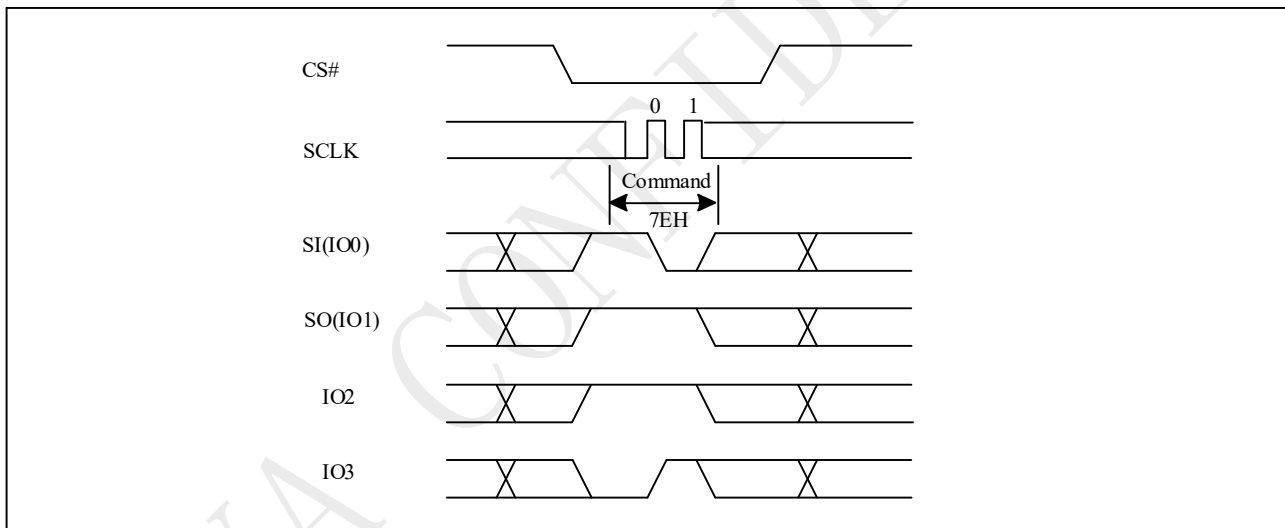 CS#
0 1
SCLK
Command
7EH
SI(IO0)
SO(IO1)
IO2
IO3